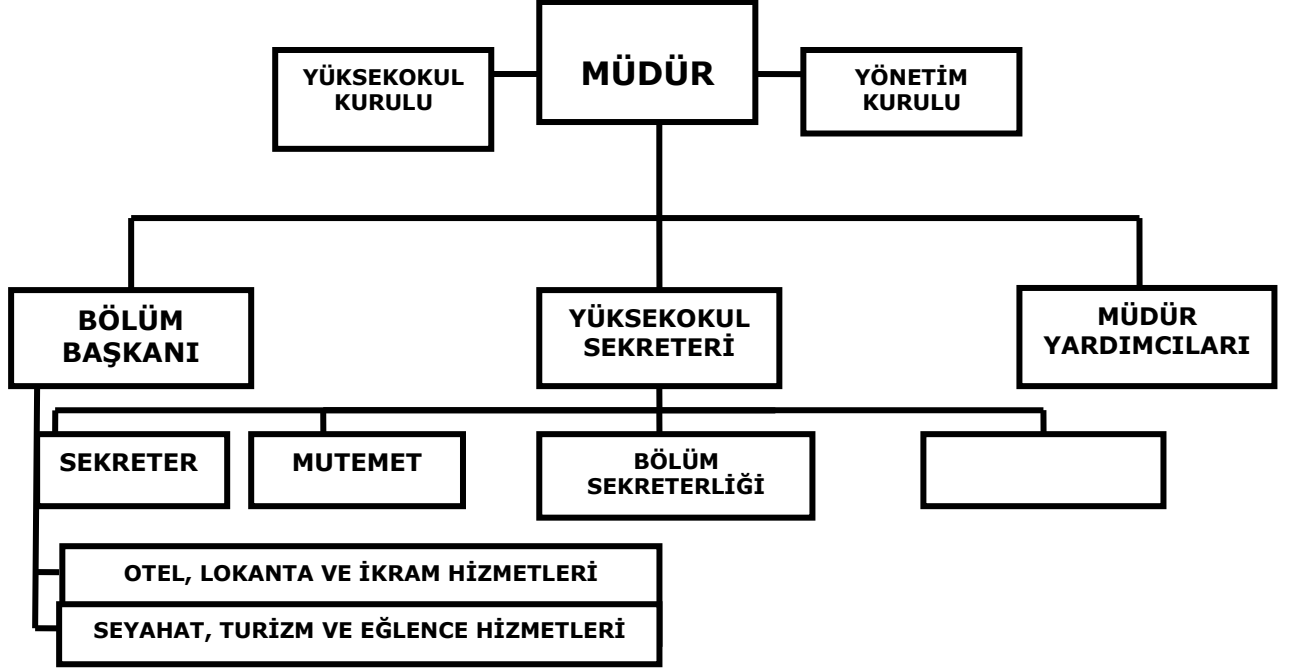 YÜKSEKOKUL
KURULU
MÜDÜR
YÖNETİM
KURULU
BÖLÜM
BAŞKANI
YÜKSEKOKUL
SEKRETERİ
MÜDÜR
YARDIMCILARI
SEKRETER
MUTEMET
BÖLÜM
SEKRETERLİĞİ
OTEL, LOKANTA VE İKRAM HİZMETLERİ
SEYAHAT, TURİZM VE EĞLENCE HİZMETLERİ